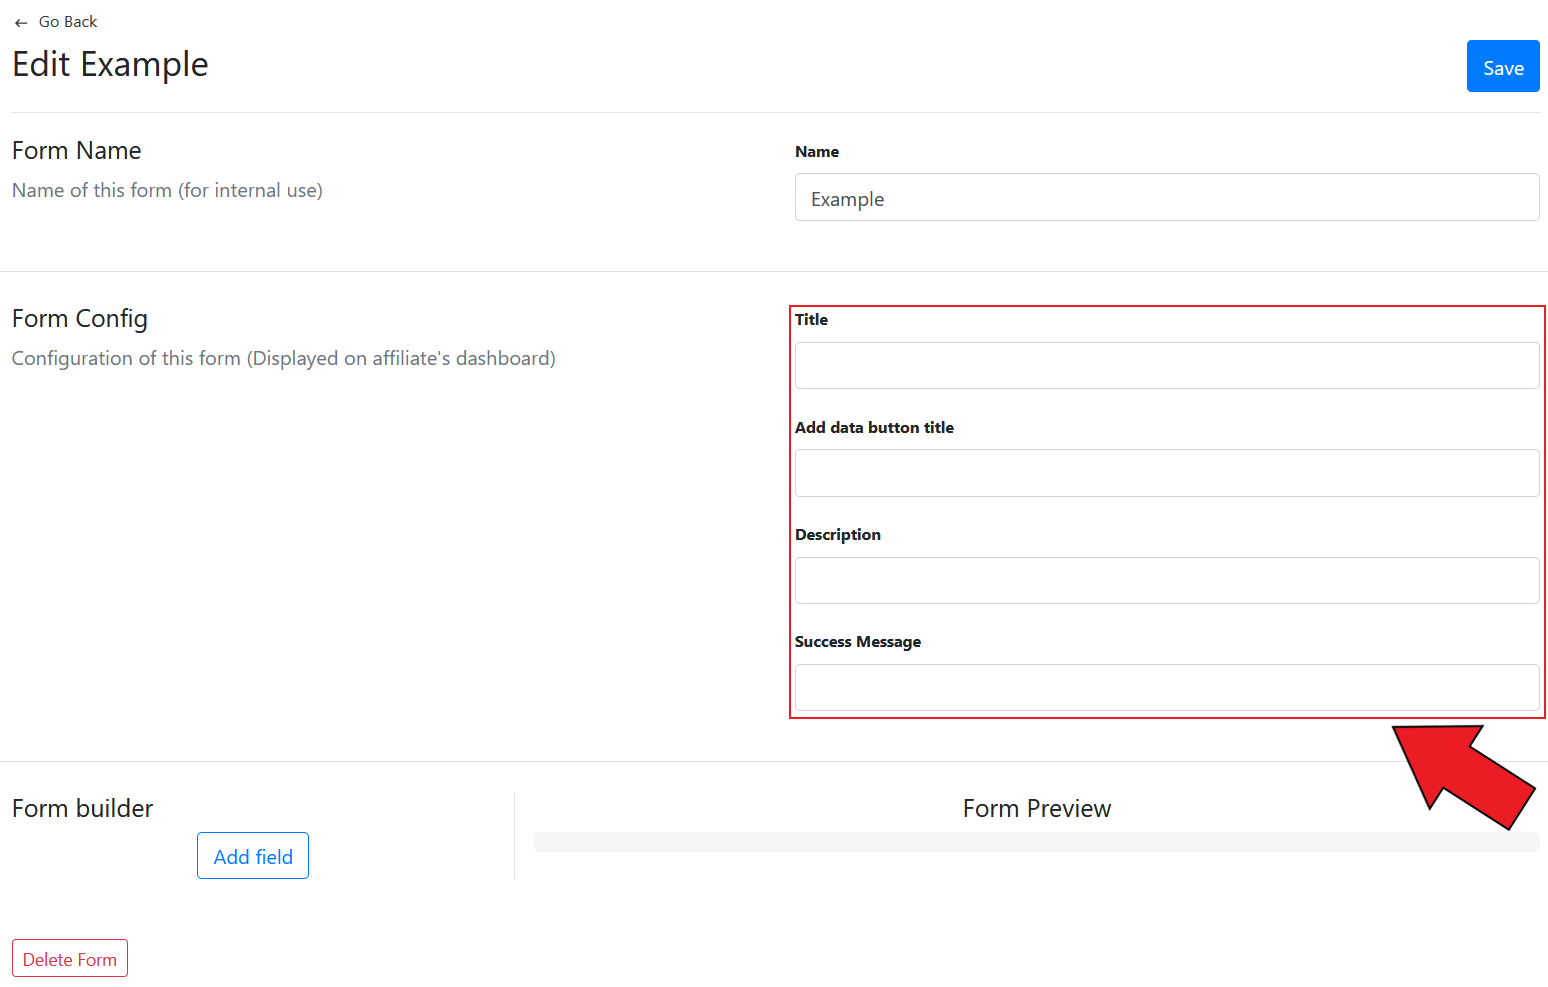 ← Go Back
Edit Example
Save
Form Name
Name of this form (for internal use)
Name
Example
Form Config
Configuration of this form (Displayed on affiliate's dashboard)
Title
Add data button title
Description
Success Message
Form builder
Add field
Form Preview
Delete Form